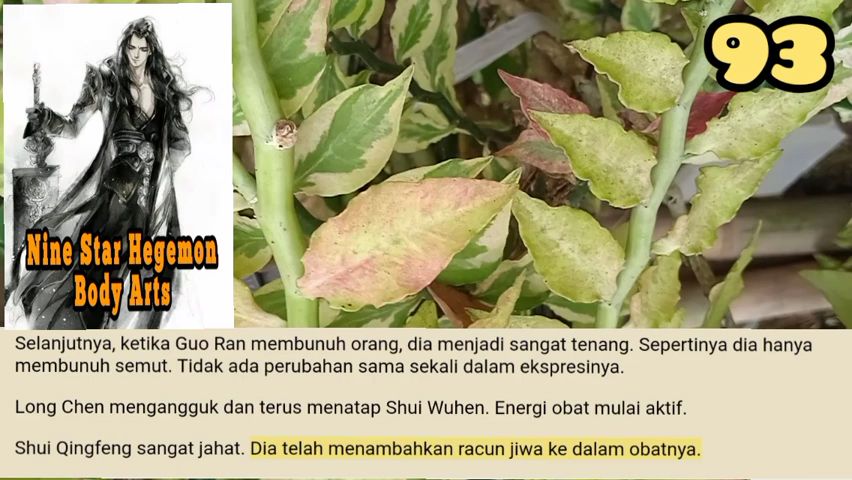 93
Nine Star Hegemon
Body Arts
Selanjutnya, ketika Guo Ran membunuh orang, dia menjadi sangat tenang. Sepertinya dia hanya
membunuh semut. Tidak ada perubahan sama sekali dalam ekspresinya.
Long Chen mengangguk dan terus menatap Shui Wuhen. Energi obat mulai aktif.
Shui Qingfeng sangat jahat. Dia telah menambahkan racun jiwa ke dalam obatnya.